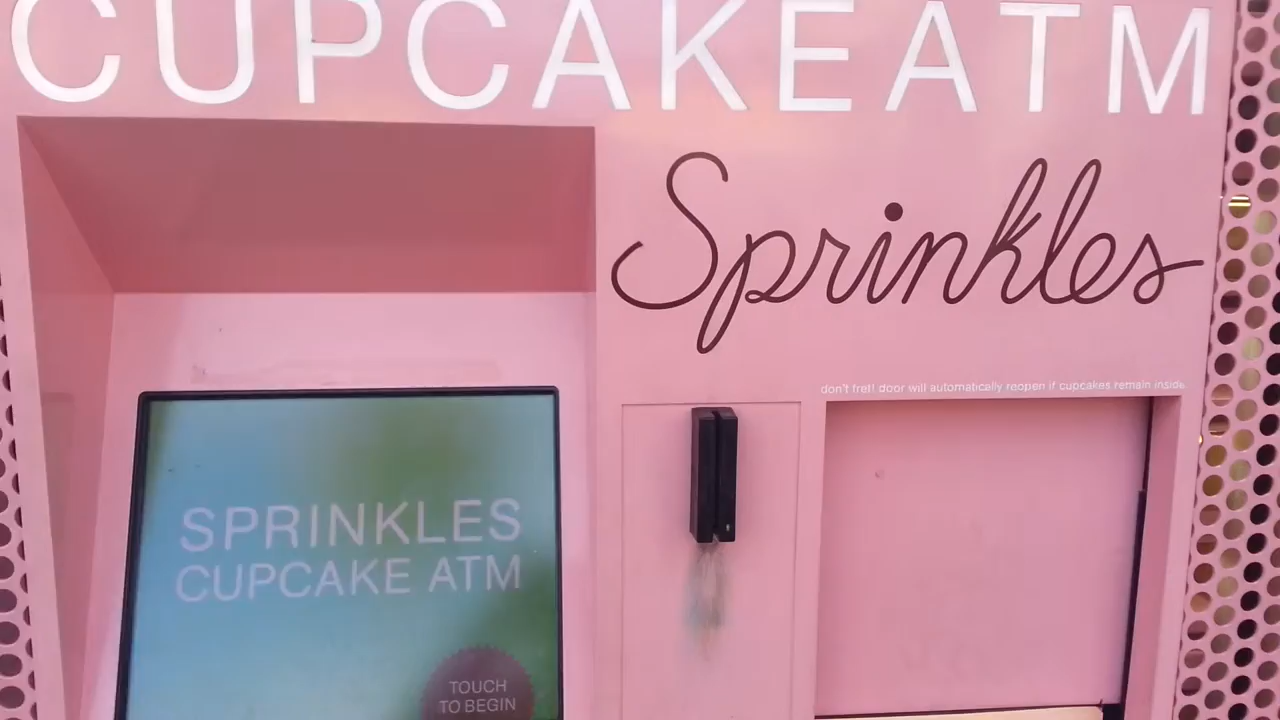 CUPCAKE ATM
Sprinkles
don't fret! door will automatically reopen if cupcakes remain inside.
SPRINKLES
CUPCAKE ATM
TOUCH
TO BEGIN